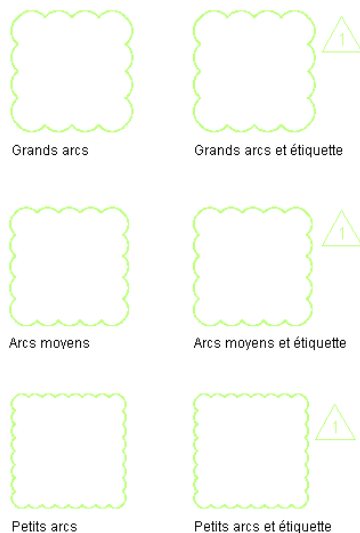 1
Grands arcs
Grands arcs et étiquette
1
Arcs moyens
Arcs moyens et étiquette
1
Petits arcs
Petits arcs et étiquette